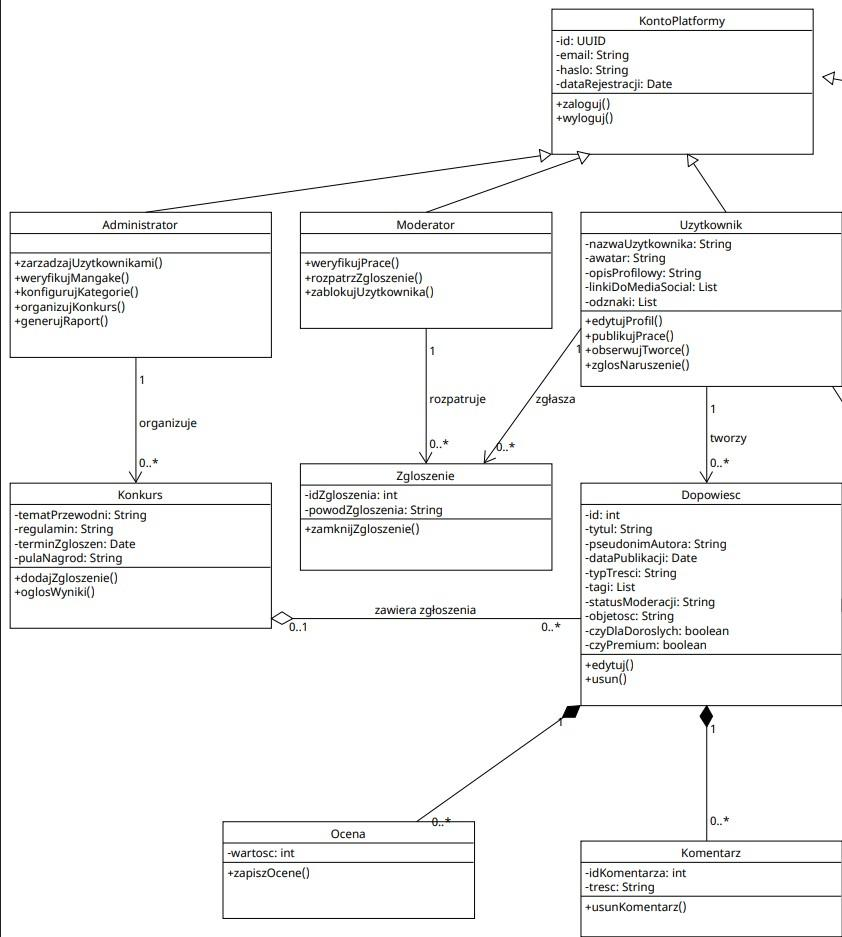 KontoPlatformy
-id: UUID
-email: String
-haslo: String
-dataRejestracji: Date
+zaloguj()
+wyloguj()
Administrator
+zarzadzajUzytkownikami()
+weryfikujMangake()
+konfigurujKategorie()
+organizujKonkurs()
+generujRaport()
Moderator
+weryfikujPrace()
+rozpatrzZgloszenie()
+zablokujUzytkownika()
Uzytkownik
-nazwaUzytkownika: String
-awatar: String
-opisProfilowy: String
-linkiDoMediaSocial: List
-odznaki: List
+edytujProfil()
+publikujPrace()
+obserwujTworce()
+zglosNaruszenie()
1
organizuje
0..*
1
rozpatruje
0..*
1
zgłasza
0..*
1
tworzy
0..*
Konkurs
-tematPrzewodni: String
-regulamin: String
-terminZgloszen: Date
-pulaNagrod: String
+dodajZgloszenie()
+oglosWyniki()
Zgloszenie
-idZgloszenia: int
-powodZgloszenia: String
+zamknijZgloszenie()
Dopowiesc
-id: int
-tytul: String
-pseudonimAutora: String
-dataPublikacji: Date
-typTresci: String
-tagi: List
-statusModeracji: String
-objetosc: String
-czyDlaDoroslych: boolean
-czyPremium: boolean
+edytuj()
+usun()
zawiera zgłoszenia
0..1
0..*
1
0..*
1
0..*
Ocena
-wartosc: int
+zapiszOcene()
Komentarz
-idKomentarza: int
-tresc: String
+usunKomentarz()